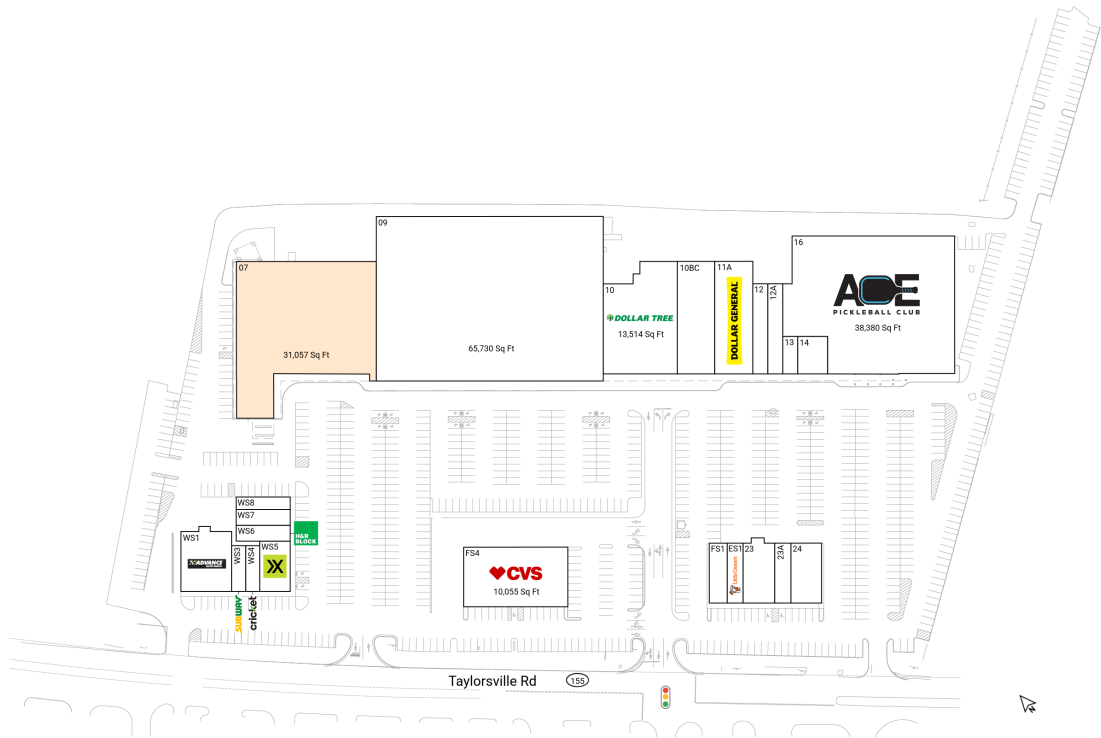 09
16
07
10BC
11A
10
12
12A
ACE
PICKLEBALL CLUB
38,380 Sq Ft
DOLLAR TREE
13,514 Sq Ft
DOLLAR GENERAL
31,057 Sq Ft
65,730 Sq Ft
13
14
WS8
WS7
WS6
H&R
BLOCK
WS1
ADVANCE
WS3
WS4
WS5
SUBWAY
cricket
FS4
CVS
10,055 Sq Ft
FS1
ES1
23
23A
24
Little Caesars
Taylorsville Rd
155
N